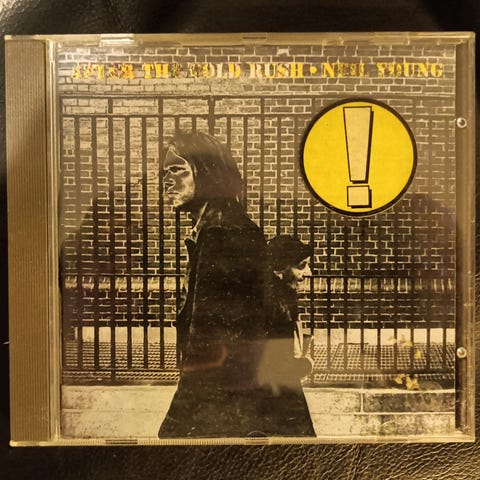 AFTER THE GOLD RUSH • NEIL YOUNG
!